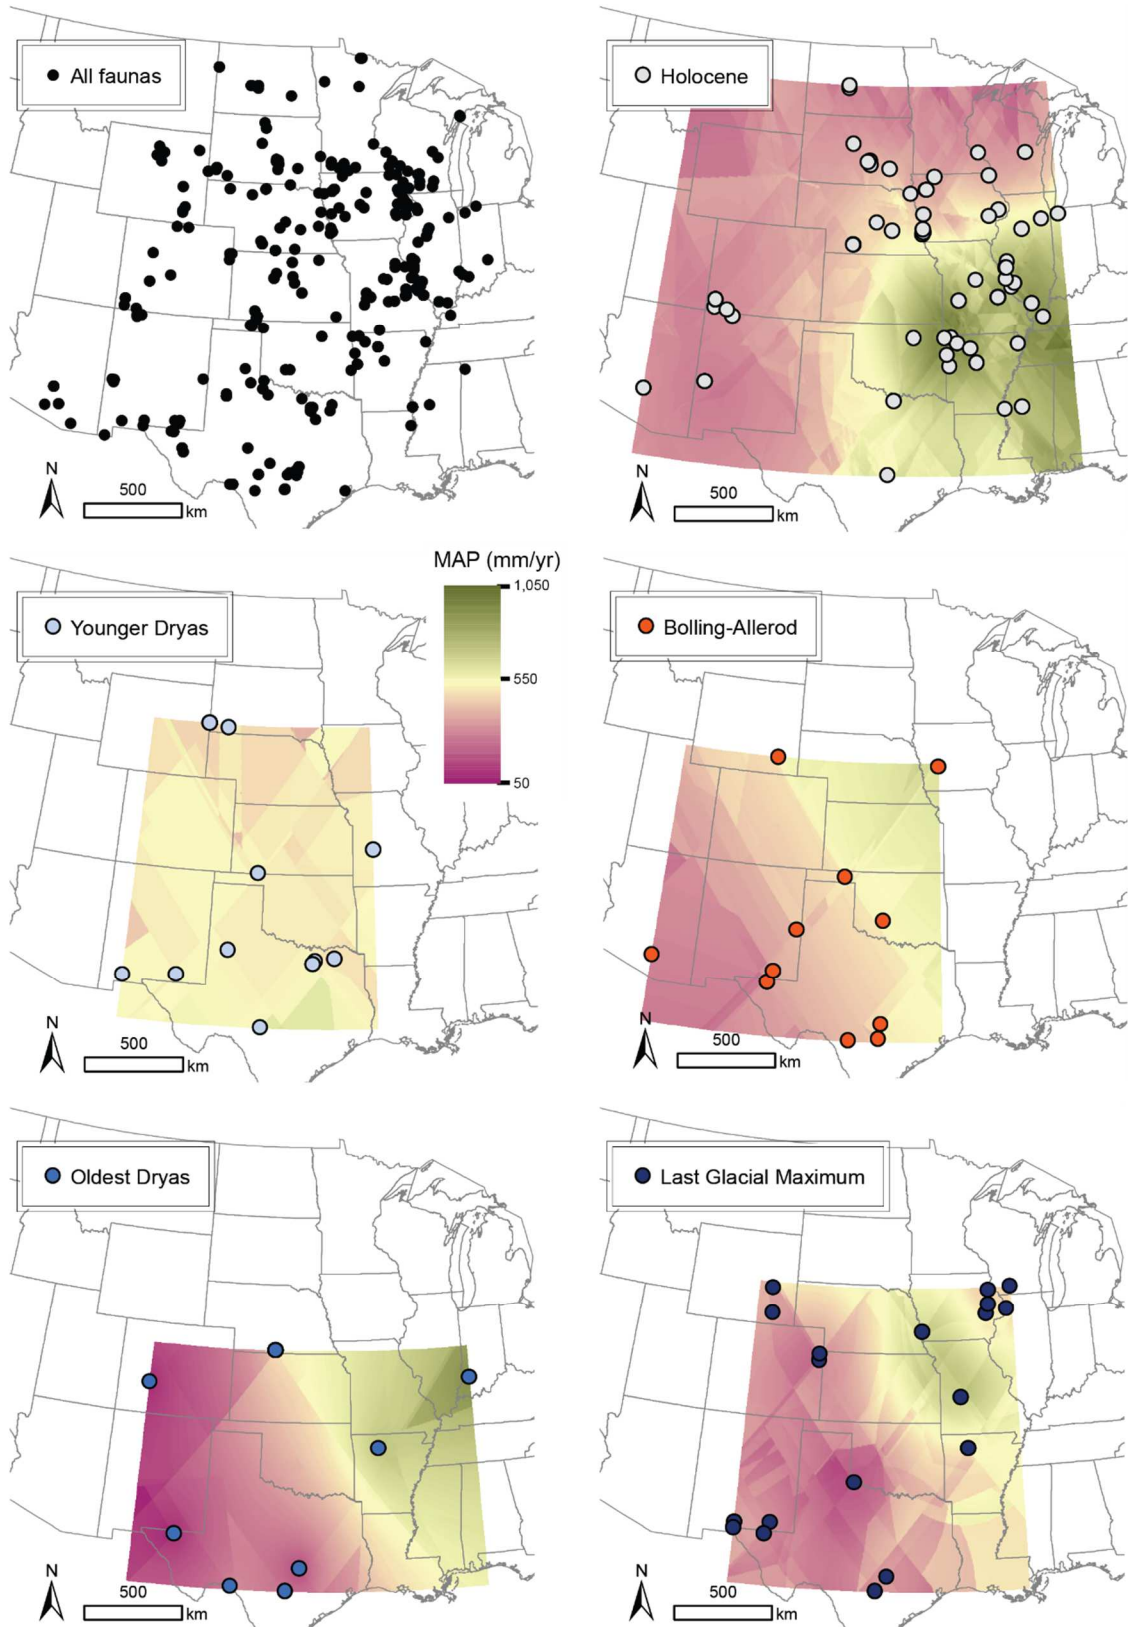 All faunas
N
500
km
Holocene
N
500
km
Younger Dryas
MAP (mm/yr)
1,050
550
50
N
500
km
Bolling-Allerod
N
500
km
Oldest Dryas
N
500
km
Last Glacial Maximum
N
500
km